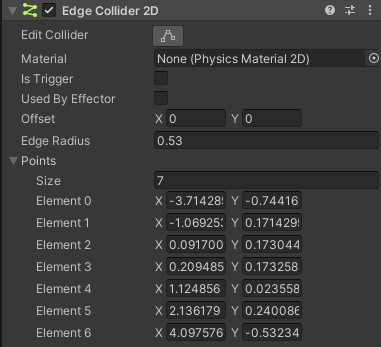 Edge Collider 2D
Edit Collider
Material None (Physics Material 2D)
Is Trigger
Used By Effector
Offset X 0 Y 0
Edge Radius 0.53
Points
Size 7
Element 0 X -3.71428 Y -0.74416
Element 1 X -1.069253 Y 0.171429
Element 2 X 0.091700 Y 0.173044
Element 3 X 0.209485 Y 0.173258
Element 4 X 1.124856 Y 0.023558
Element 5 X 2.136179 Y 0.240086
Element 6 X 4.097576 Y -0.53234